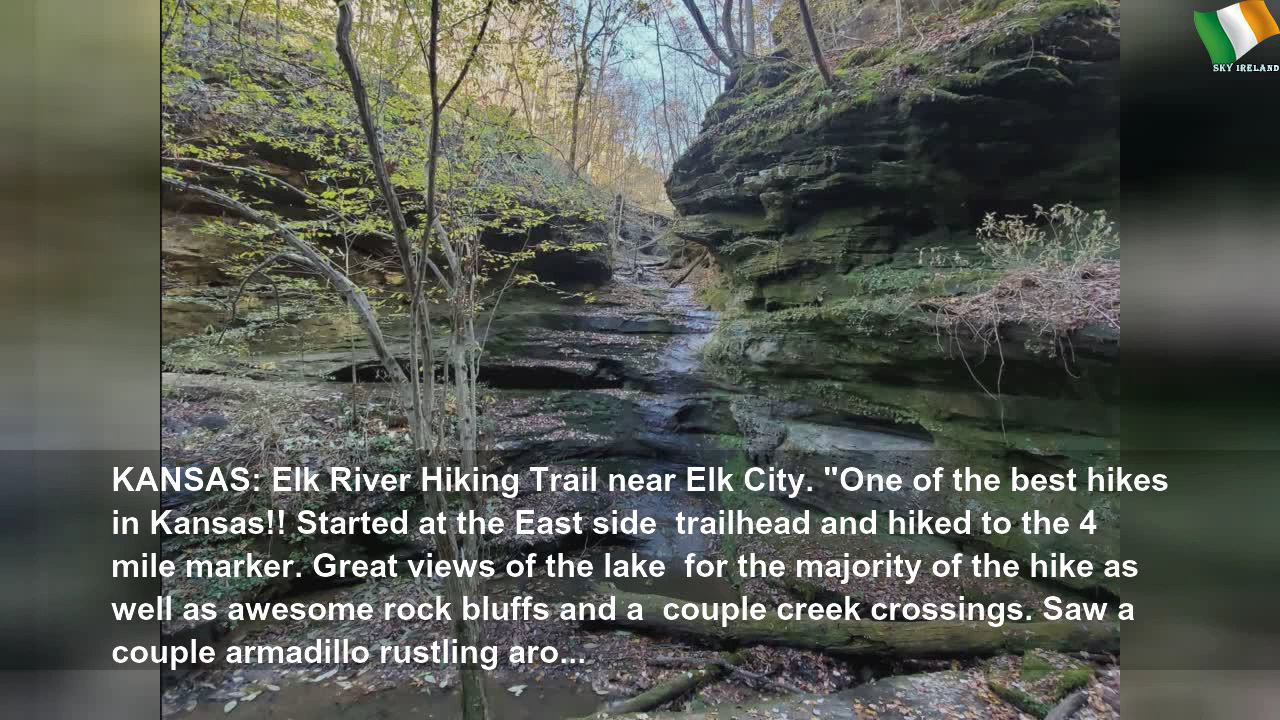 SKY IRELAND
KANSAS: Elk River Hiking Trail near Elk City. "One of the best hikes
in Kansas!! Started at the East side  trailhead and hiked to the 4
mile marker. Great views of the lake  for the majority of the hike as
well as awesome rock bluffs and a  couple creek crossings. Saw a
couple armadillo rustling aro...